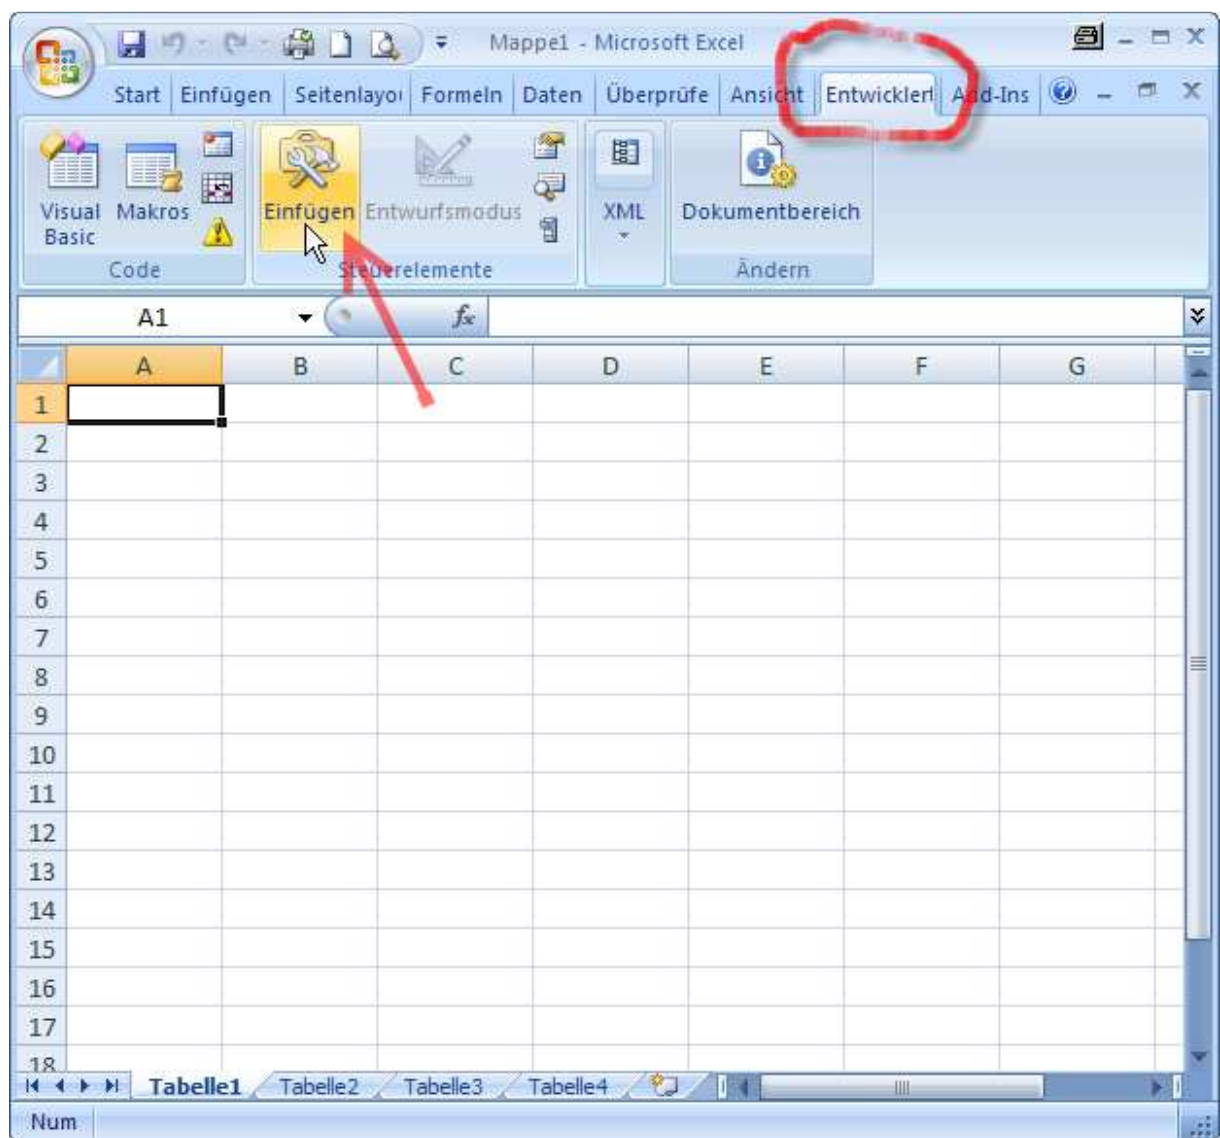 Mappe1 - Microsoft Excel
Start Einfügen Seitenlayo Formeln Daten Überprüfe Ansicht Entwicklert Add-Ins
Visual Basic Makros Einfügen Entwurfsmodus XML Dokumentbereich
Code Steuerelemente Ändern
A1 fx
A B C D E F G
1
2
3
4
5
6
7
8
9
10
11
12
13
14
15
16
17
18
Tabelle1 Tabelle2 Tabelle3 Tabelle4
Num